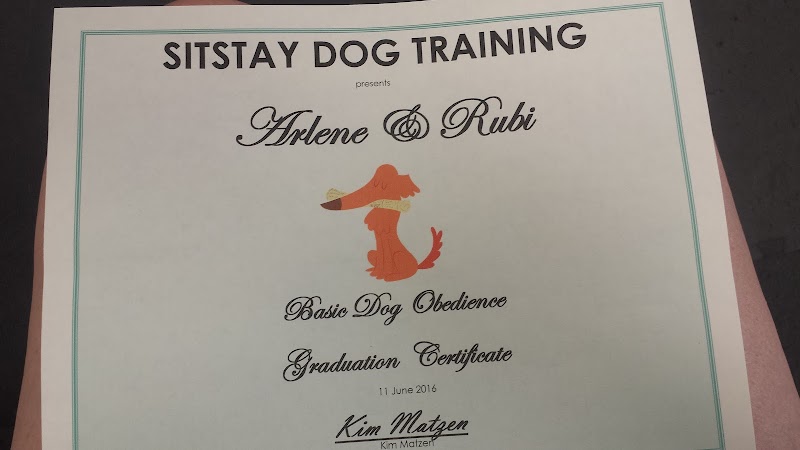 SITSTAY DOG TRAINING
presents
Arlene & Rubi
Basic Dog Obedience
Graduation Certificate
11 June 2016
Kim Matzen
Kim Matzen